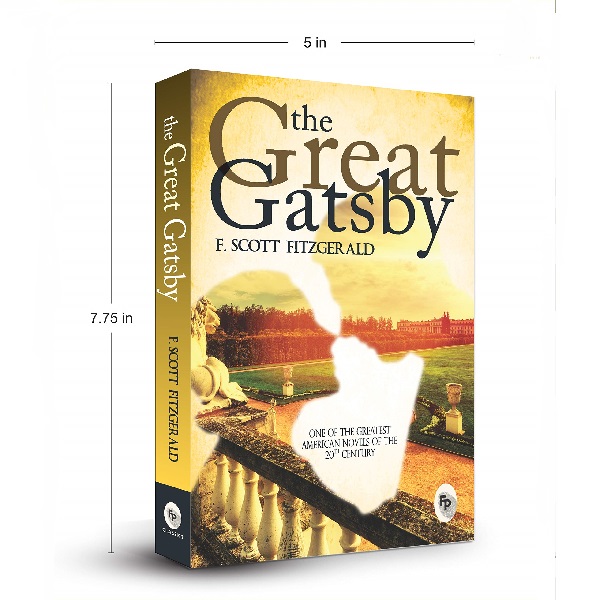 5 in
7.75 in
the
Great
Gatsby
F. SCOTT FITZGERALD
ONE OF THE GREATEST
AMERICAN NOVELS OF THE
20TH CENTURY
FP
the Great Gatsby
F. SCOTT FITZGERALD
FP
CLASSICS